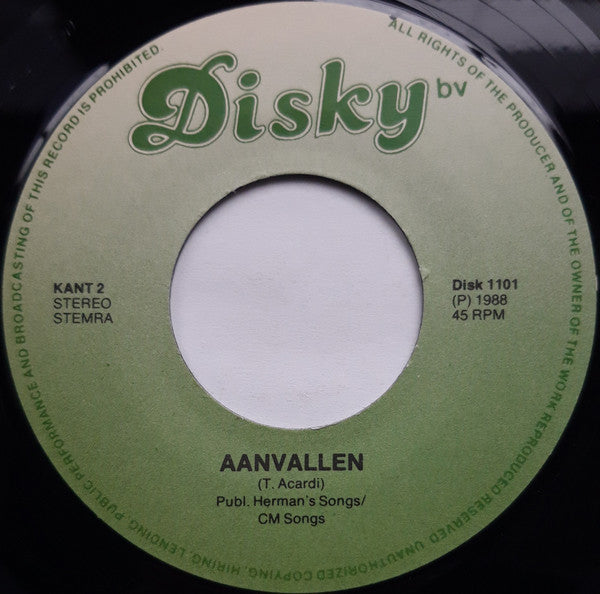 Disky bv
ALL RIGHTS OF THE PRODUCER AND OF THE OWNER OF THE WORK REPRODUCED RESERVED. UNAUTHORIZED COPYING, HIRING, LENDING, PUBLIC PERFORMANCE AND BROADCASTING OF THIS RECORD IS PROHIBITED.
KANT 2
STEREO
STEMRA
Disk 1101
(P) 1988
45 RPM
AANVALLEN
(T. Acardi)
Publ. Herman's Songs/
CM Songs